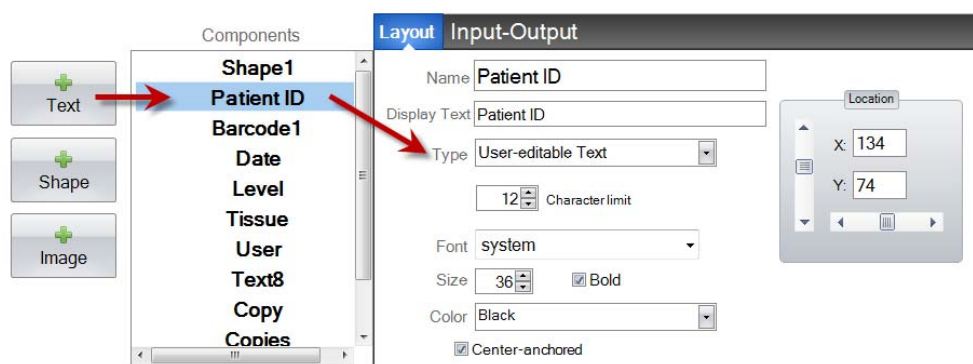 Components
Text
Shape
Image
Shape1
Patient ID
Barcode1
Date
Level
Tissue
User
Text8
Copy
Copies
Layout Input-Output
Name Patient ID
Display Text Patient ID
Type User-editable Text
12 Character limit
Font system
Size 36 Bold
Color Black
Center-anchored
Location
X: 134
Y: 74